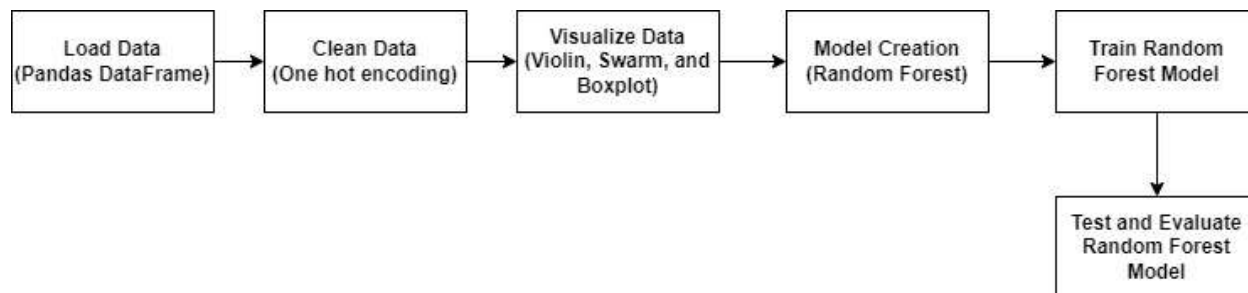 Load Data
(Pandas DataFrame)
Clean Data
(One hot encoding)
Visualize Data
(Violin, Swarm, and
Boxplot)
Model Creation
(Random Forest)
Train Random
Forest Model
Test and Evaluate
Random Forest
Model